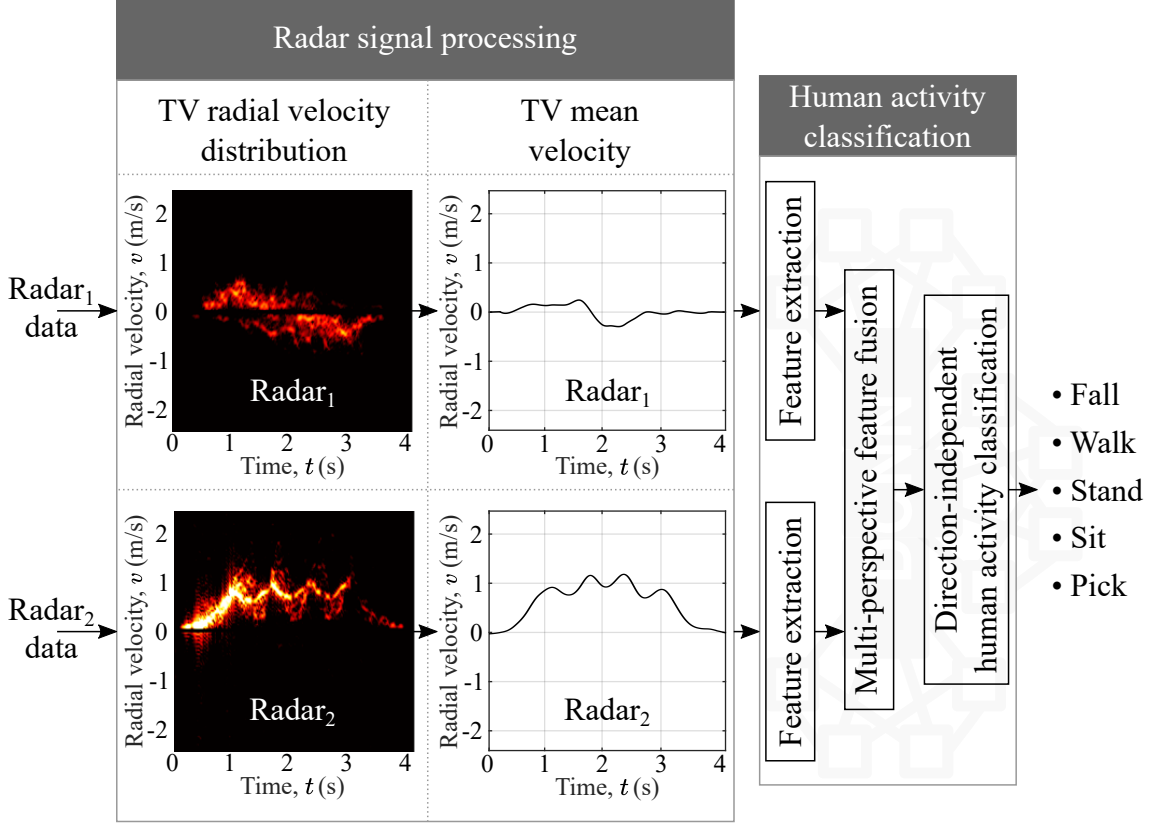 Radar signal processing
TV radial velocity
distribution
TV mean
velocity
Human activity
classification
Radar₁
data
Radial velocity, v (m/s)
2
1
0
-1
-2
Radar₁
0 1 2 3 4
Time, t (s)
Radial velocity, v (m/s)
2
1
0
-1
-2
Radar₁
0 1 2 3 4
Time, t (s)
Radar₂
data
Radial velocity, v (m/s)
2
1
0
-1
-2
Radar₂
0 1 2 3 4
Time, t (s)
Radial velocity, v (m/s)
2
1
0
-1
-2
Radar₂
0 1 2 3 4
Time, t (s)
Feature extraction
Feature extraction
Multi-perspective feature fusion
Direction-independent
human activity classification
• Fall
• Walk
• Stand
• Sit
• Pick